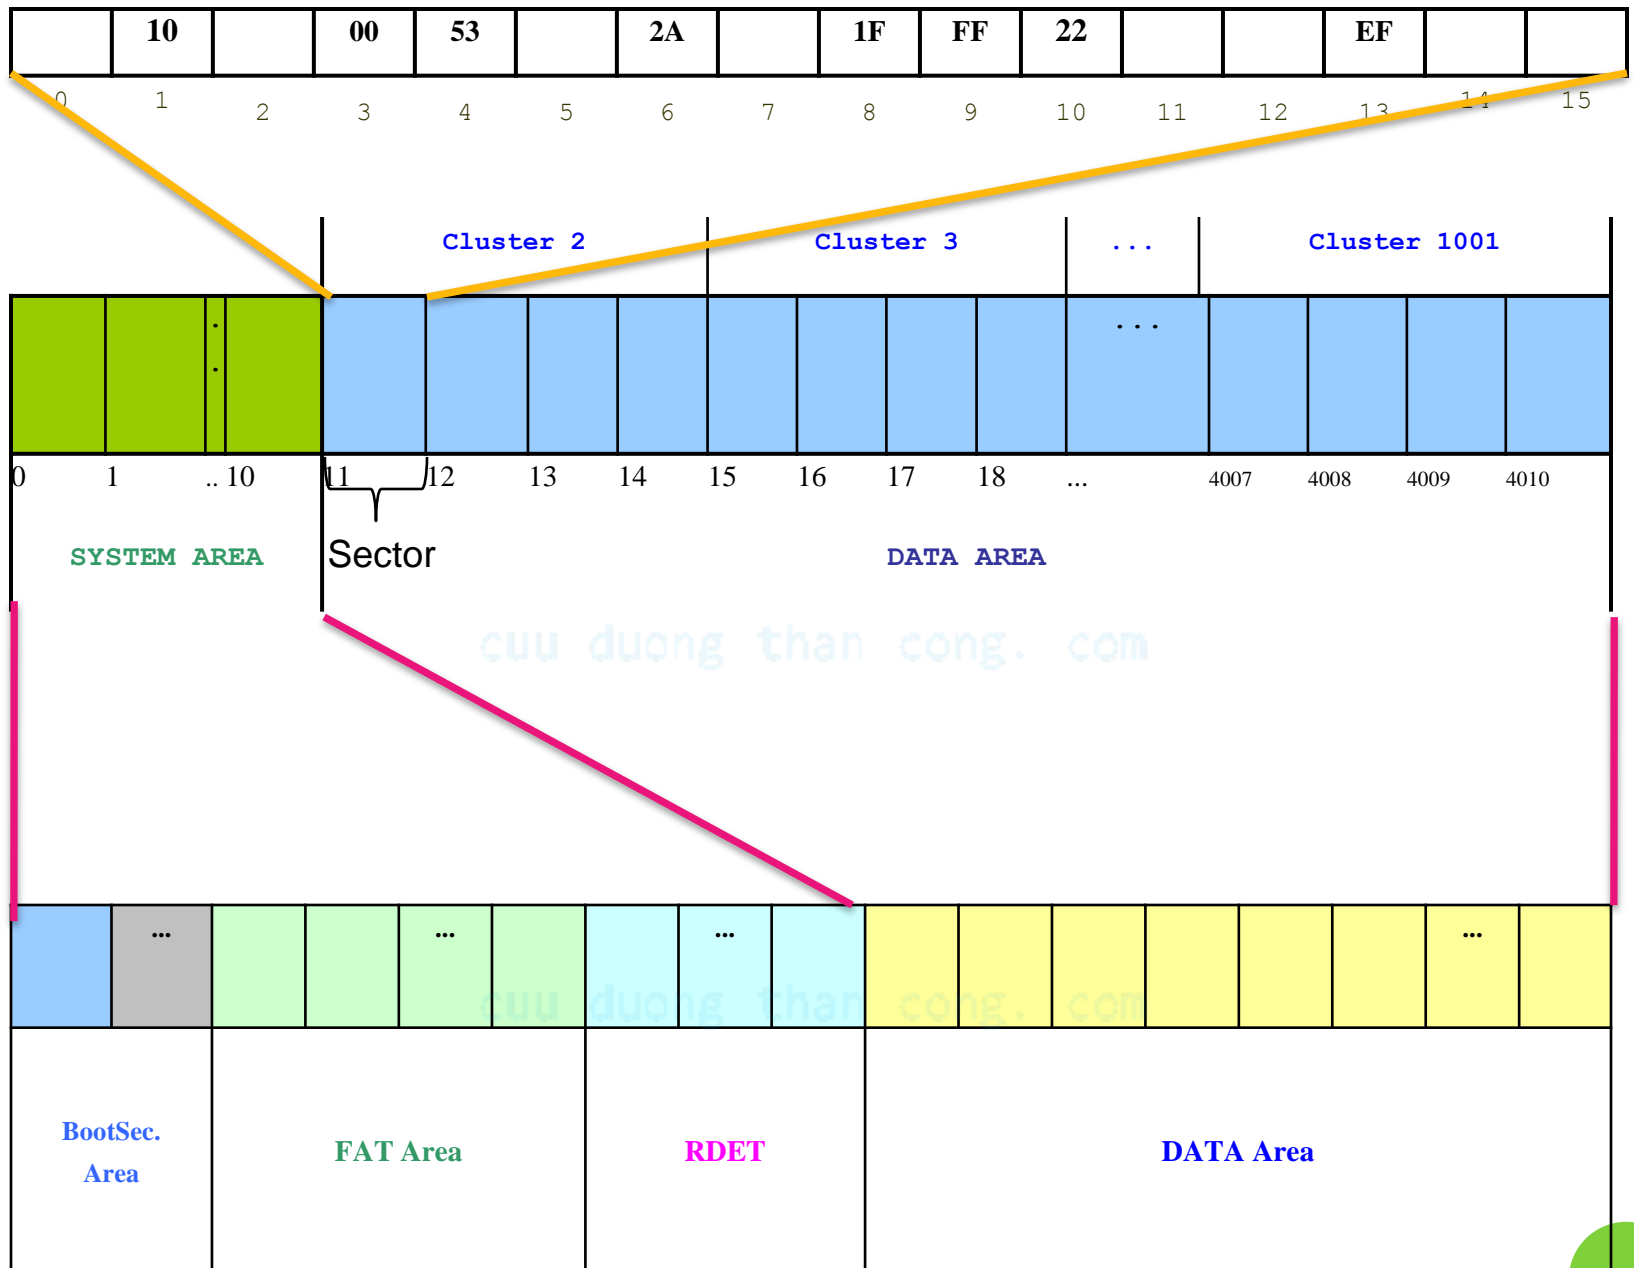 10 00 53 2A 1F FF 22 EF
0 1 2 3 4 5 6 7 8 9 10 11 12 13 14 15
Cluster 2 Cluster 3 ... Cluster 1001
. ...
.
0 1 .. 10 11 12 13 14 15 16 17 18 ... 4007 4008 4009 4010
SYSTEM AREA Sector DATA AREA
cuu duong than cong. com
... ... ... ...
cuu duong than cong. com
BootSec.
Area
FAT Area RDET DATA Area